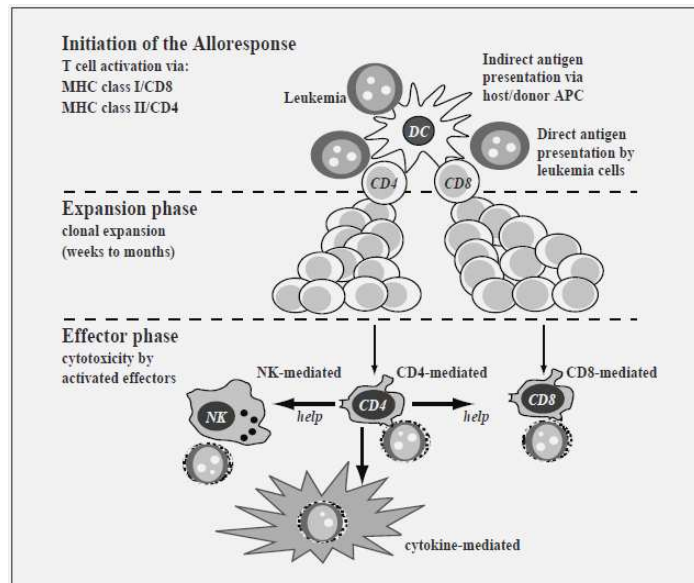 Initiation of the Alloresponse
T cell activation via:
MHC class I/CD8
MHC class II/CD4
Leukemia
DC
Indirect antigen
presentation via
host/donor APC
Direct antigen
presentation by
leukemia cells
CD4
CD8
Expansion phase
clonal expansion
(weeks to months)
Effector phase
cytotoxicity by
activated effectors
NK-mediated
CD4-mediated
CD8-mediated
NK
help
CD4
help
CD8
cytokine-mediated